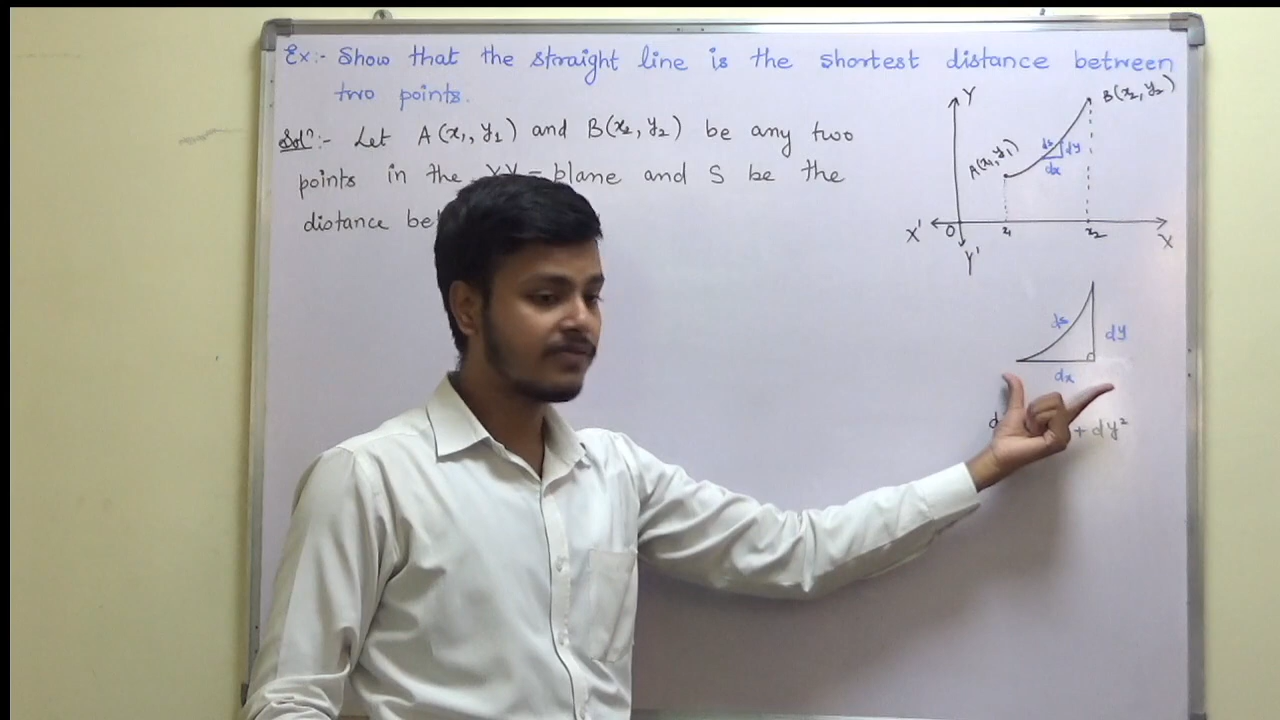 Ex:- Show that the straight line is the shortest distance between
two points.
Solⁿ:- Let A(x₁, y₁) and B(x₂, y₂) be any two
points in the XY- plane and S be the
distance be
Y
B(x₂, y₂)
A(x₁, y₁)
ds
dy
dx
X'
O
x₁
x₂
X
Y'
ds
dy
dx
d
+ dy²